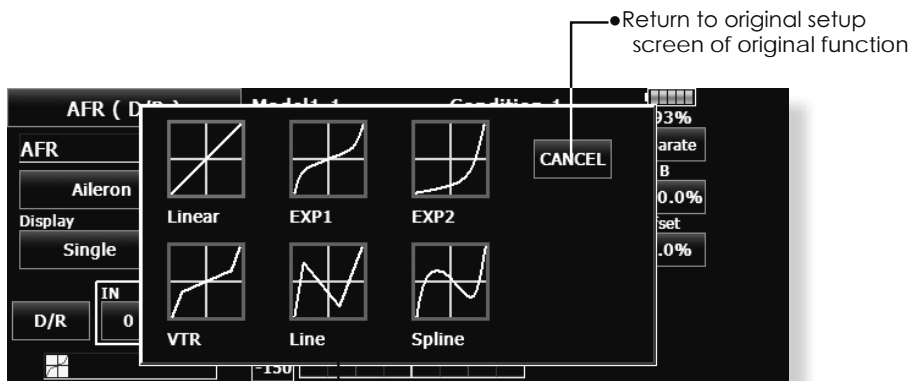 ●Return to original setup
screen of original function
AFR ( D/R )
Model1-1
Condition 1
93%
AFR
arate
CANCEL
B
Aileron
0.0%
Linear
EXP1
EXP2
Display
set
Single
.0%
IN
D/R
0
VTR
Line
Spline
-150